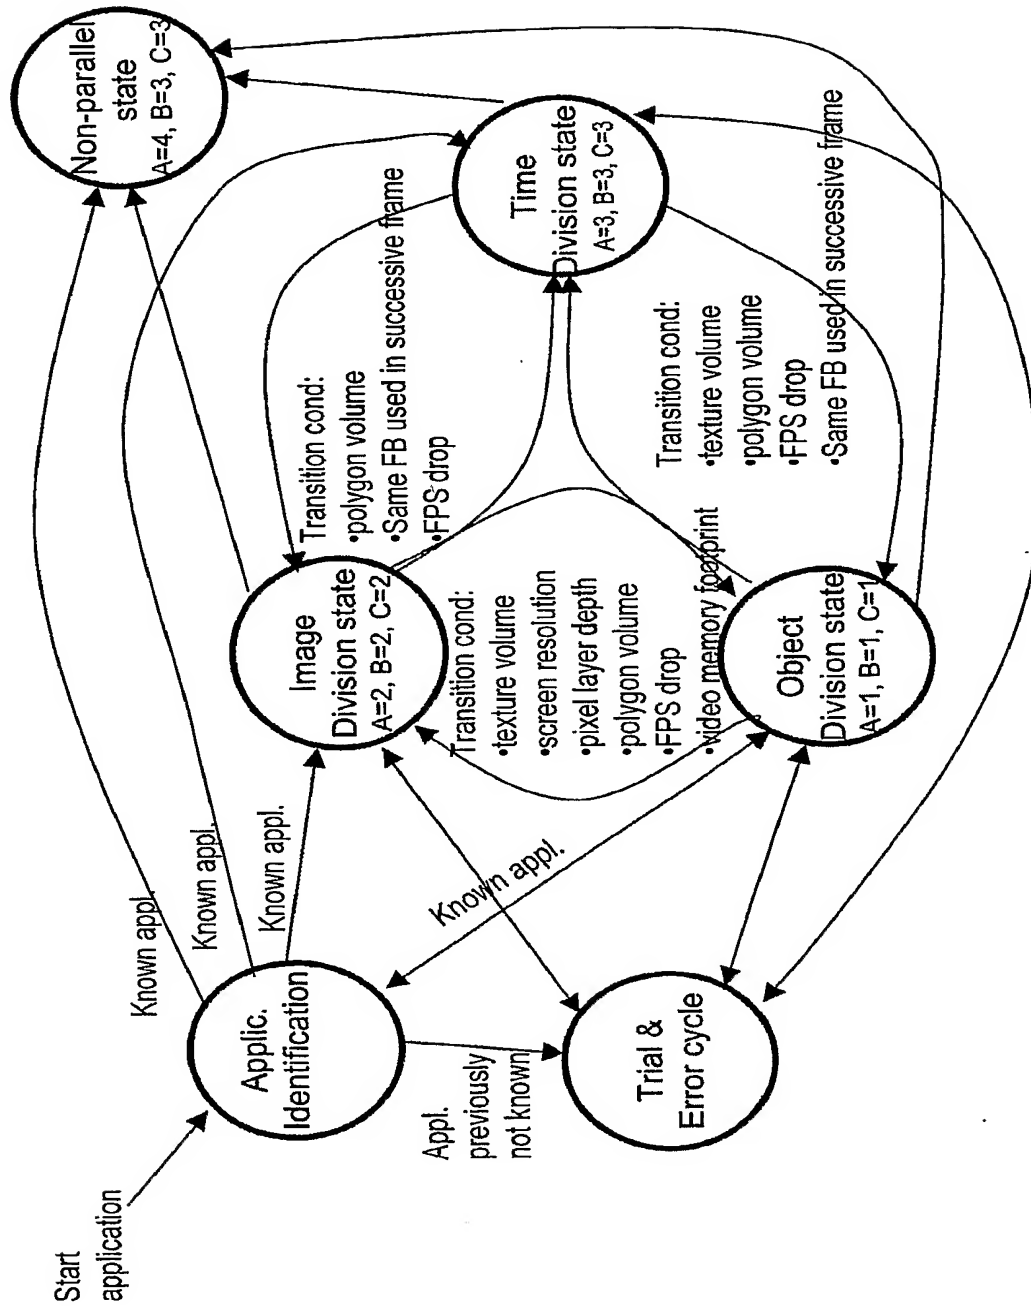 Start
application
Applic.
Identification
Known appl.
Known appl.
Known appl.
Known appl.
Appl.
previously
not known
Trial &
Error cycle
Non-parallel
state
A=4, B=3, C=3
Image
Division state
A=2, B=2, C=2
Transition cond:
•polygon volume
•Same FB used in successive frame
•FPS drop
Time
Division state
A=3, B=3, C=3
Transition cond:
•texture volume
•screen resolution
•pixel layer depth
•polygon volume
•FPS drop
•video memory footprint
Transition cond:
•texture volume
•polygon volume
•FPS drop
•Same FB used in successive frame
Object
Division state
A=1, B=1, C=1